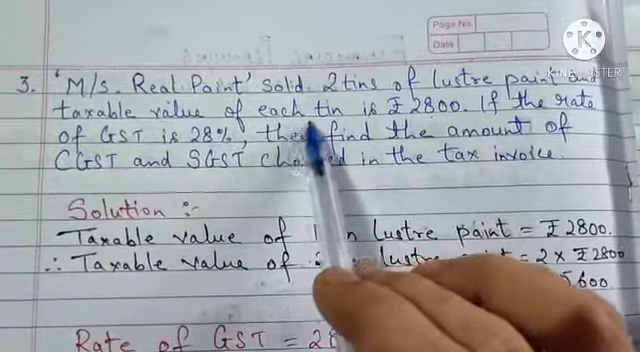 Page No.
Date
KINEMASTER
3. 'M/s. Real Paint' sold 2 tins of lustre paint and
taxable value of each tin is ₹ 2800. If the rate
of GST is 28%, then find the amount of
CGST and SGST charged in the tax invoice.
Solution :-
Taxable value of 1 lustre paint = ₹ 2800.
∴ Taxable value of lustre = 2 x ₹ 2800
5600
Rate of GST = 28